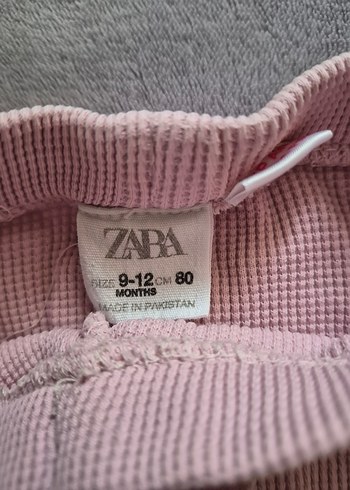 ZARA
SIZE 9-12 CM 80
MONTHS
MADE IN PAKISTAN